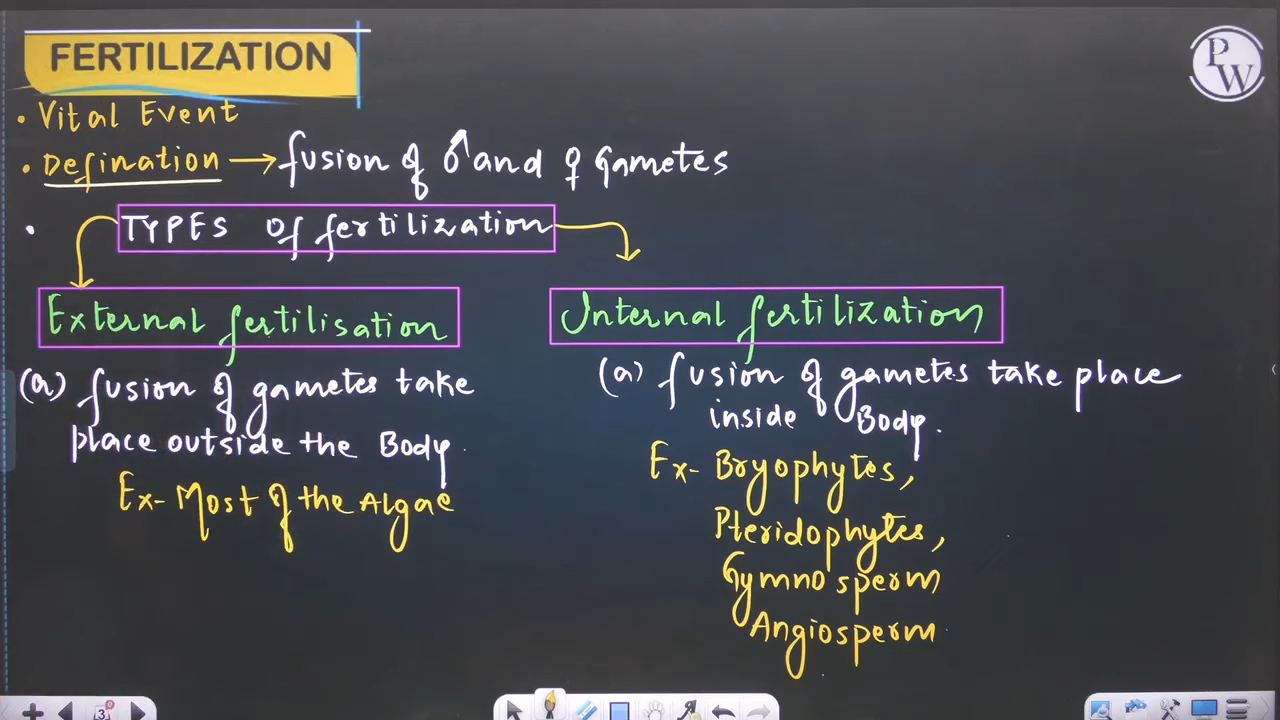 FERTILIZATION
PW
• Vital Event
• Defination → fusion of ♂ and ♀ Gametes
• TYPES of fertilization
External fertilisation
(a) fusion of gametes take
place outside the Body.
Ex- Most of the Algae
Internal fertilization
(a) fusion of gametes take place
inside Body.
Ex- Bryophytes,
Pteridophytes,
Gymnosperm
Angiosperm
3